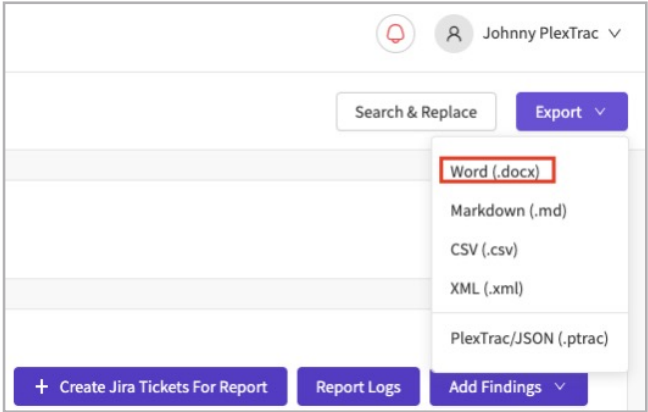 Johnny PlexTrac
Search & Replace
Export
Word (.docx)
Markdown (.md)
CSV (.csv)
XML (.xml)
PlexTrac/JSON (.ptrac)
+ Create Jira Tickets For Report
Report Logs
Add Findings